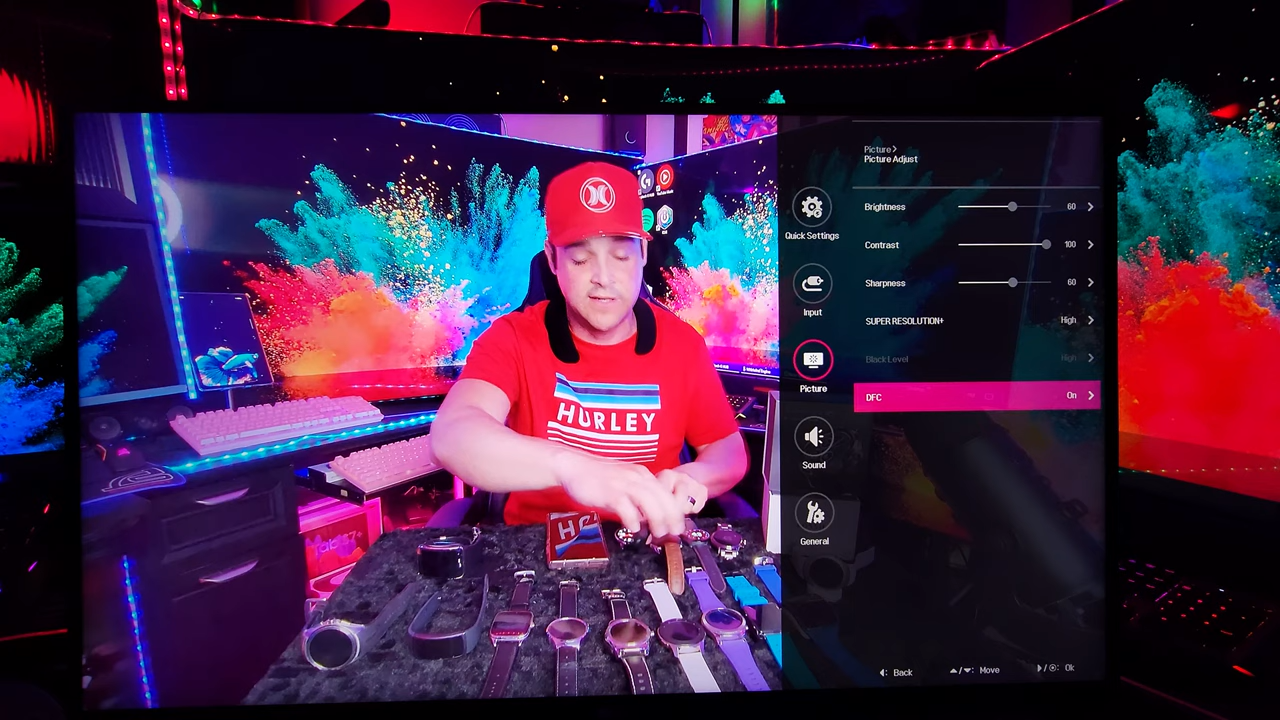 Picture >
Picture Adjust
Quick Settings
Input
Picture
Sound
General
Brightness 60
Contrast 100
Sharpness 60
SUPER RESOLUTION+ High
Black Level High
DFC On
: Back
/ : Move
/ : Ok
HURLEY